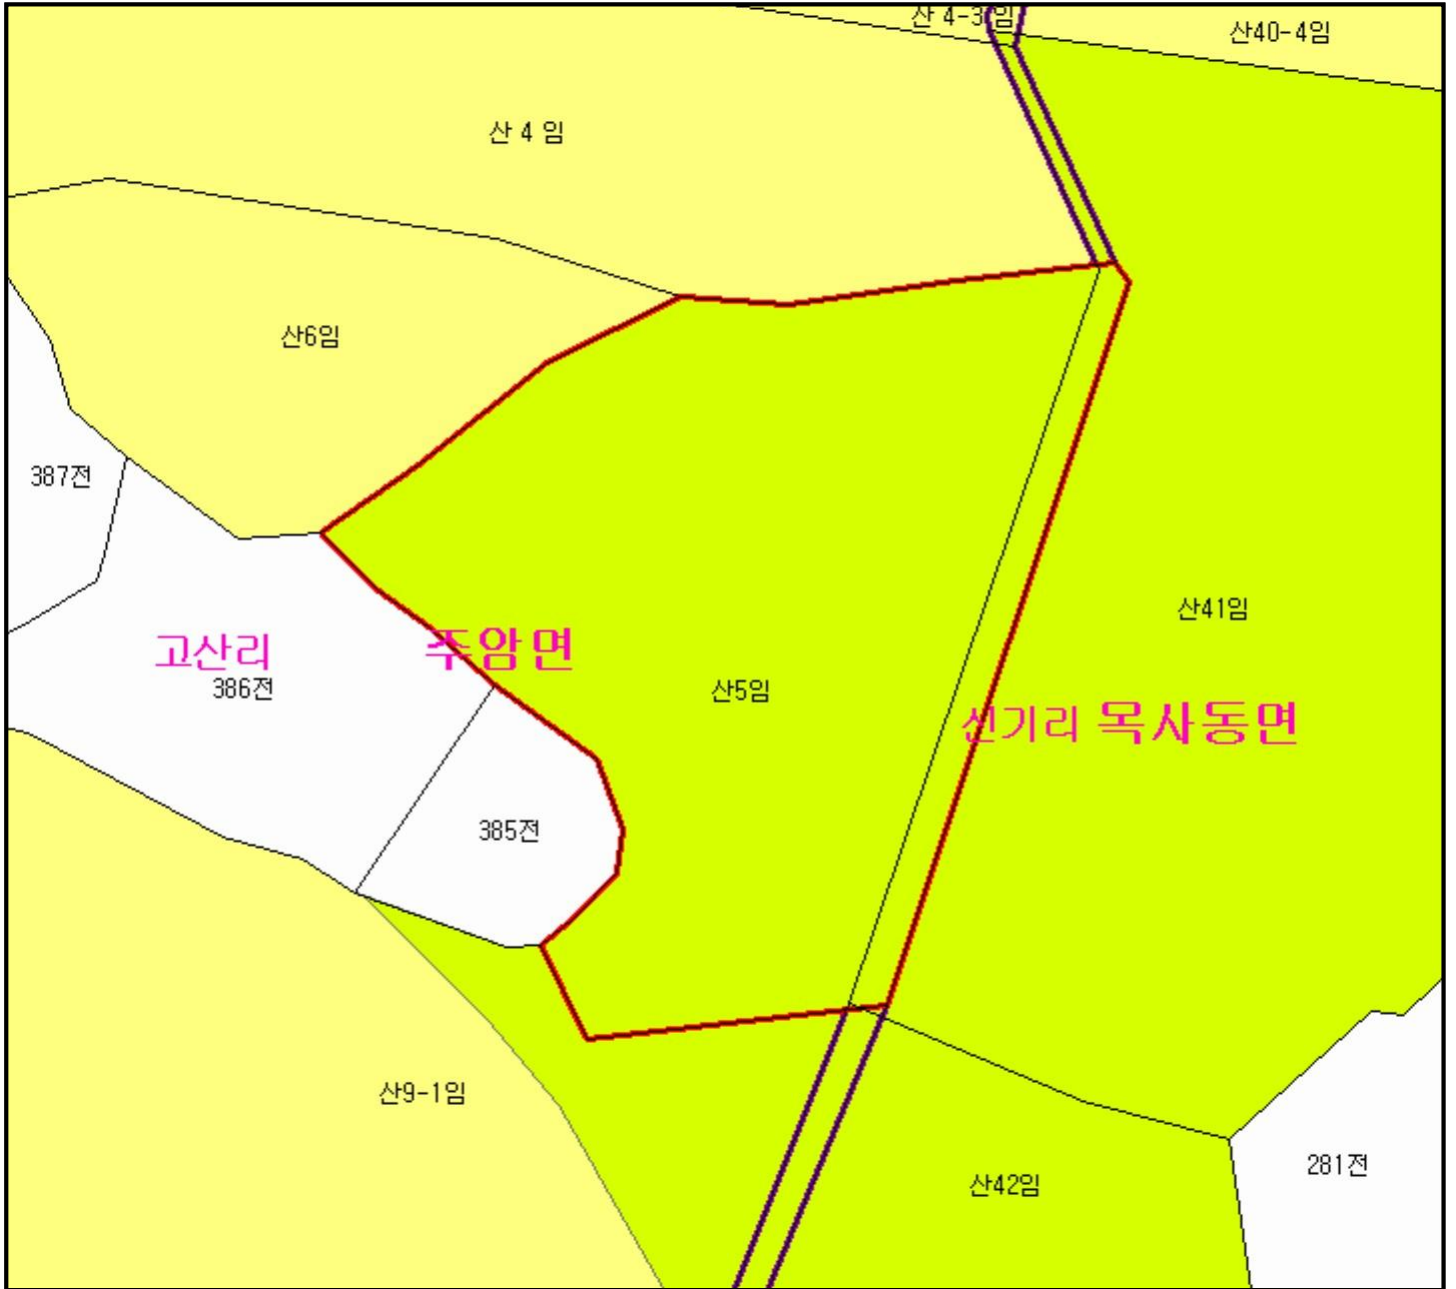 산 4-3 임
산40-4임
산 4 임
산6임
387전
산41임
고산리
주암면
386전
산5임
신기리 목사동면
385전
산9-1임
281전
산42임